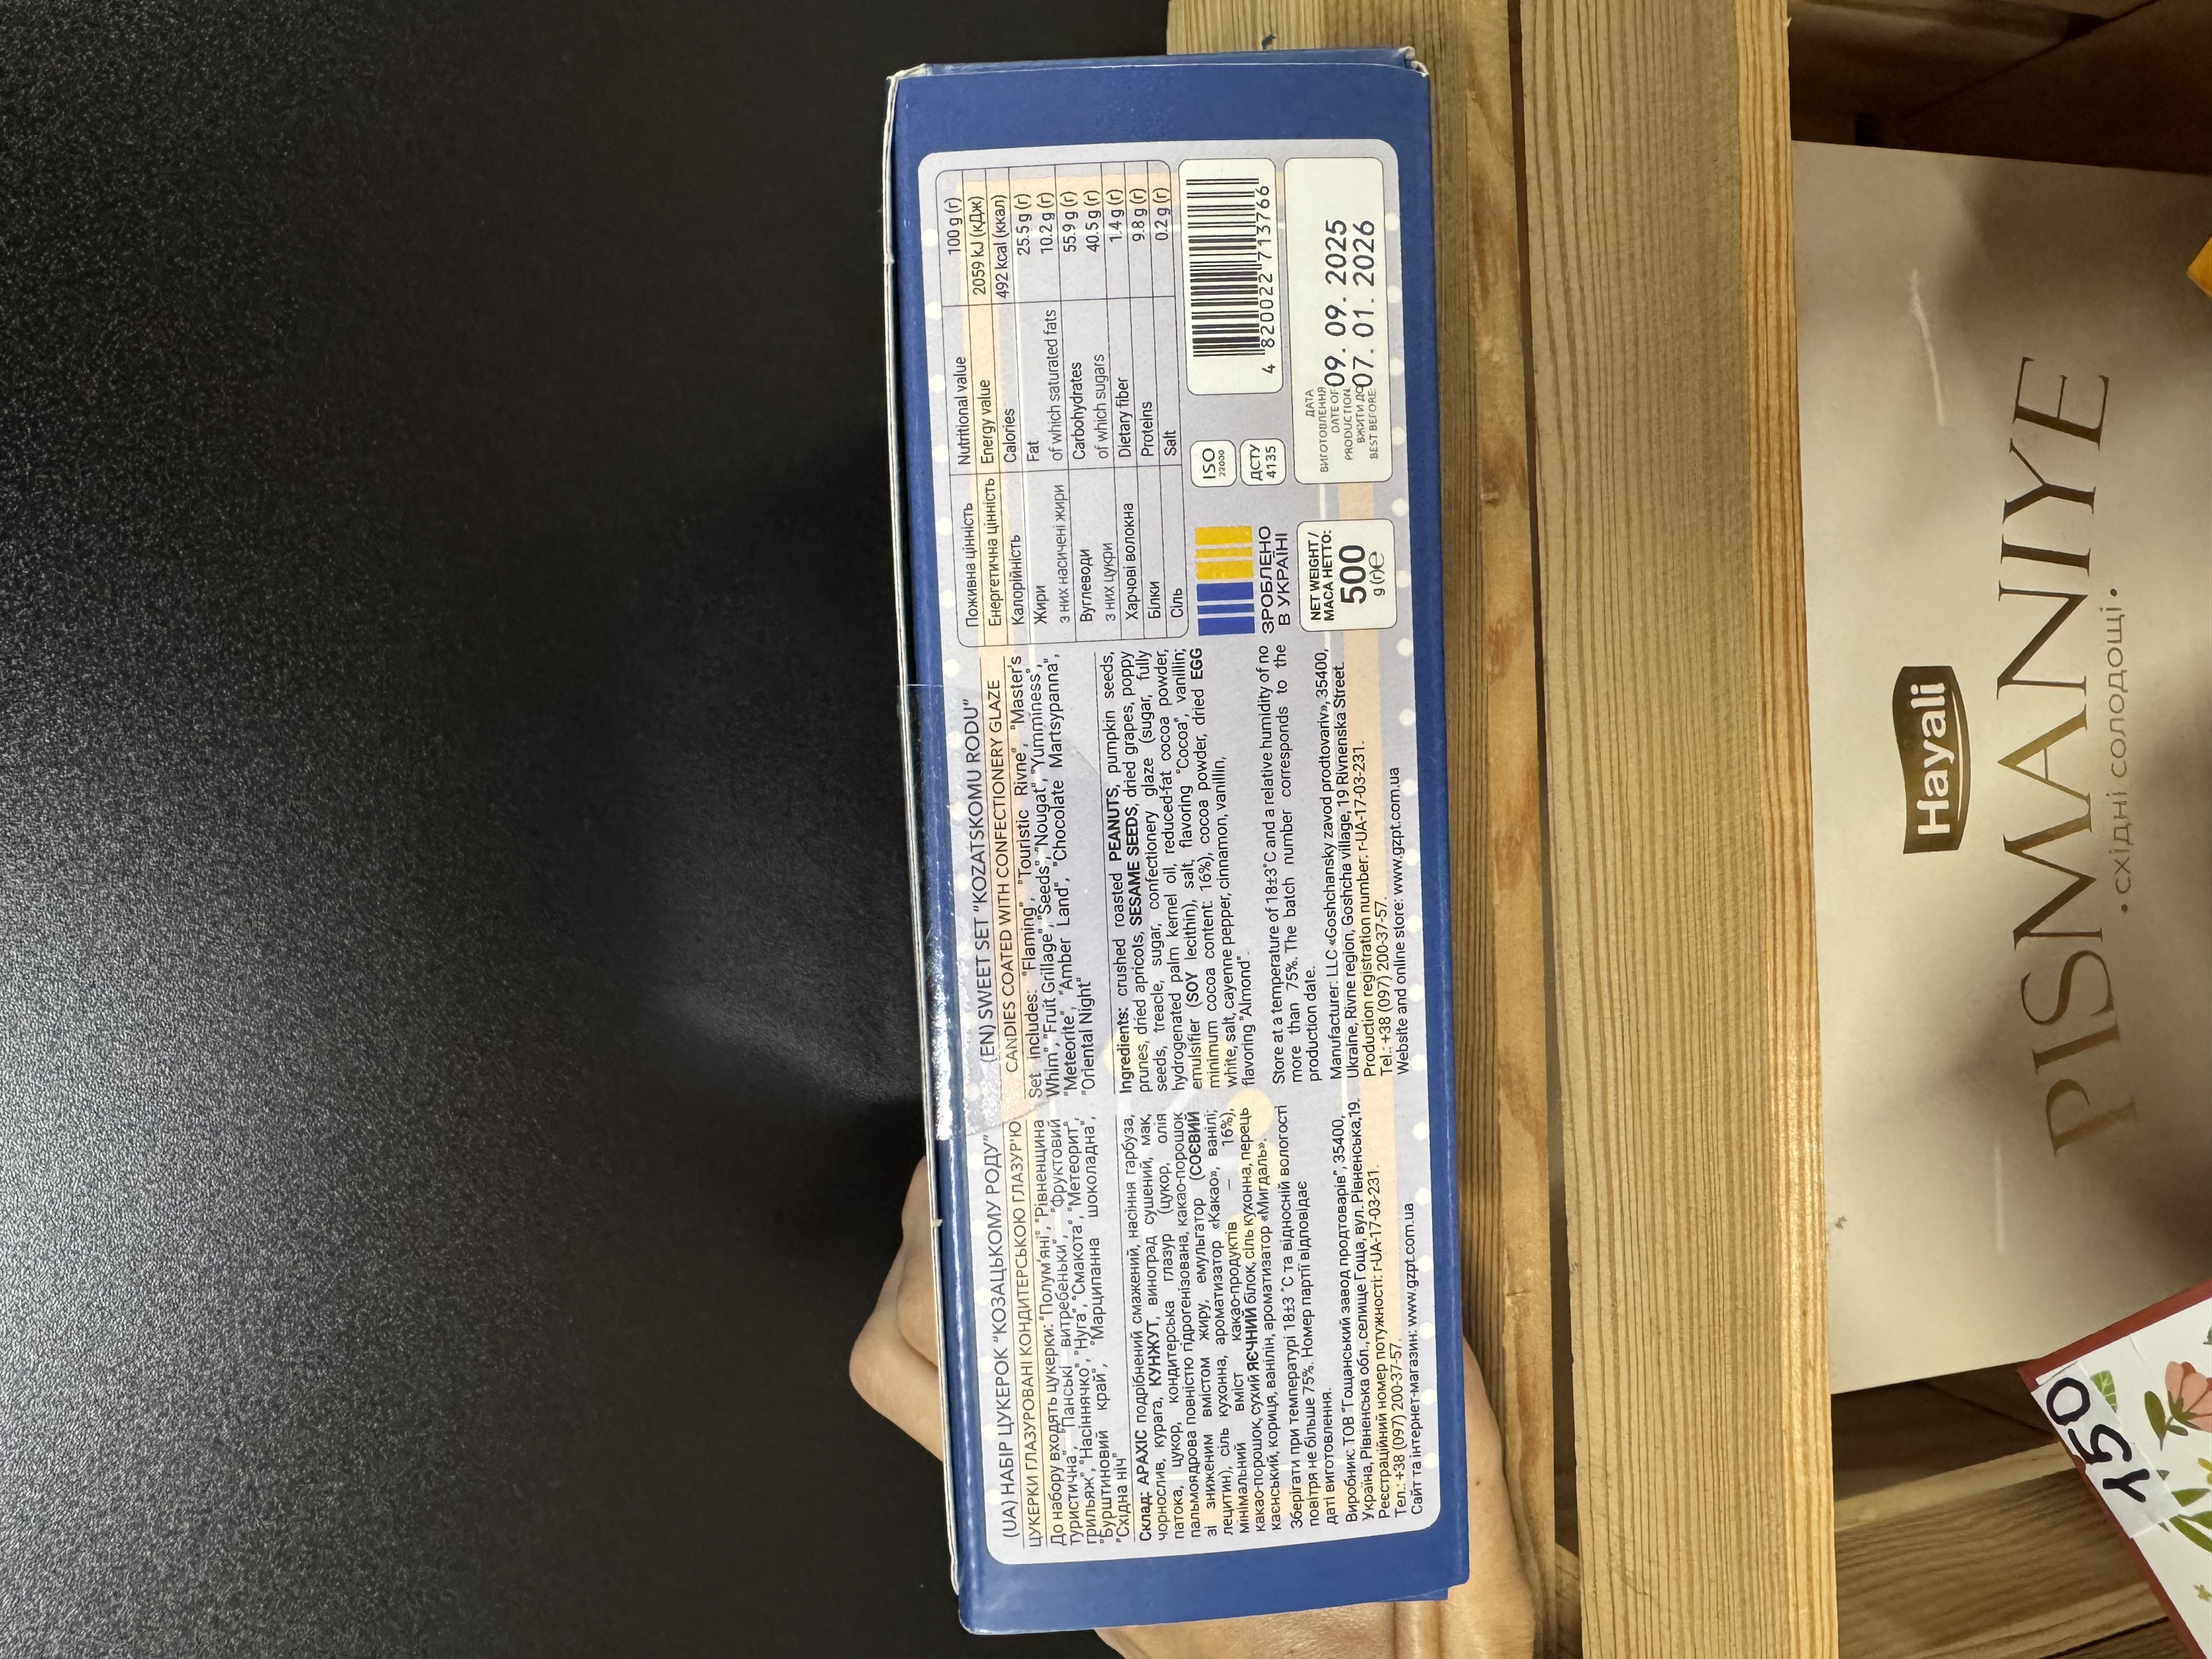 (UA) НАБІР ЦУКЕРОК "КОЗАЦЬКОМУ РОДУ"
ЦУКЕРКИ ГЛАЗУРОВАНІ КОНДИТЕРСЬКОЮ ГЛАЗУР'Ю
До набору входять цукерки: "Полум'яні", "Рівненщина
туристична", "Панські витребеньки", "Фруктовий
грильяж", "Насіннячко", "Нуга", "Смакота", "Метеорит",
"Бурштиновий край", "Марципанна шоколадна",
"Східна ніч"
Склад: АРАХІС подрібнений смажений, насіння гарбуза,
чорнослив, курага, КУНЖУТ, виноград сушений, мак,
патока, цукор, кондитерська глазур (цукор, олія
пальмоядрова повністю гідрогенізована, какао-порошок
зі зниженим вмістом жиру, емульгатор (СОЄВИЙ
лецитин), сіль кухонна, ароматизатор «Какао», ванілін;
мінімальний вміст какао-продуктів – 16%),
какао-порошок, сухий ЯЄЧНИЙ білок, сіль кухонна, перець
каєнський, кориця, ванілін, ароматизатор «Мигдаль».
Зберігати при температурі 18±3 °С та відносній вологості
повітря не більше 75%. Номер партії відповідає
даті виготовлення.
Виробник: ТОВ "Гощанський завод продтоварів", 35400,
Україна, Рівненська обл., селище Гоща, вул. Рівненська,19.
Реєстраційний номер потужності: r-UA-17-03-231.
Тел.: +38 (097) 200-37-57.
Сайт та інтернет-магазин: www.gzpt.com.ua
(EN) SWEET SET "KOZATSKOMU RODU"
CANDIES COATED WITH CONFECTIONERY GLAZE
Set includes: "Flaming", "Touristic Rivne", "Master's
Whim", "Fruit Grillage", "Seeds", "Nougat", "Yumminess",
"Meteorite", "Amber Land", "Chocolate Martsypanna",
"Oriental Night"
Ingredients: crushed roasted PEANUTS, pumpkin seeds,
prunes, dried apricots, SESAME SEEDS, dried grapes, poppy
seeds, treacle, sugar, confectionery glaze (sugar, fully
hydrogenated palm kernel oil, reduced-fat cocoa powder,
emulsifier (SOY lecithin), salt, flavoring "Cocoa", vanillin;
minimum cocoa content: 16%), cocoa powder, dried EGG
white, salt, cayenne pepper, cinnamon, vanillin,
flavoring "Almond".
Store at a temperature of 18±3°C and a relative humidity of no
more than 75%. The batch number corresponds to the
production date.
Manufacturer: LLC «Goshchansky zavod prodtovariv», 35400,
Ukraine, Rivne region, Goshcha village, 19 Rivnenska Street.
Production registration number: r-UA-17-03-231.
Tel.: +38 (097) 200-37-57.
Website and online store: www.gzpt.com.ua
Поживна цінність Nutritional value 100 g (г)
Енергетична цінність Energy value 2059 kJ (кДж)
Калорійність Calories 492 kcal (ккал)
Жири Fat 25.5 g (г)
з них насичені жири of which saturated fats 10.2 g (г)
Вуглеводи Carbohydrates 55.9 g (г)
з них цукри of which sugars 40.5 g (г)
Харчові волокна Dietary fiber 1.4 g (г)
Білки Proteins 9.8 g (г)
Сіль Salt 0.2 g (г)
ЗРОБЛЕНО
В УКРАЇНІ
ISO
22000
ДСТУ
4135
4 820022 713766
NET WEIGHT /
МАСА НЕТТО:
500
g (г)℮
ДАТА
ВИГОТОВЛЕННЯ
DATE OF
PRODUCTION
09. 09. 2025
ВЖИТИ ДО
BEST BEFORE
07. 01. 2026
Hayali
PISMANIYE
• східні солодощі •
150